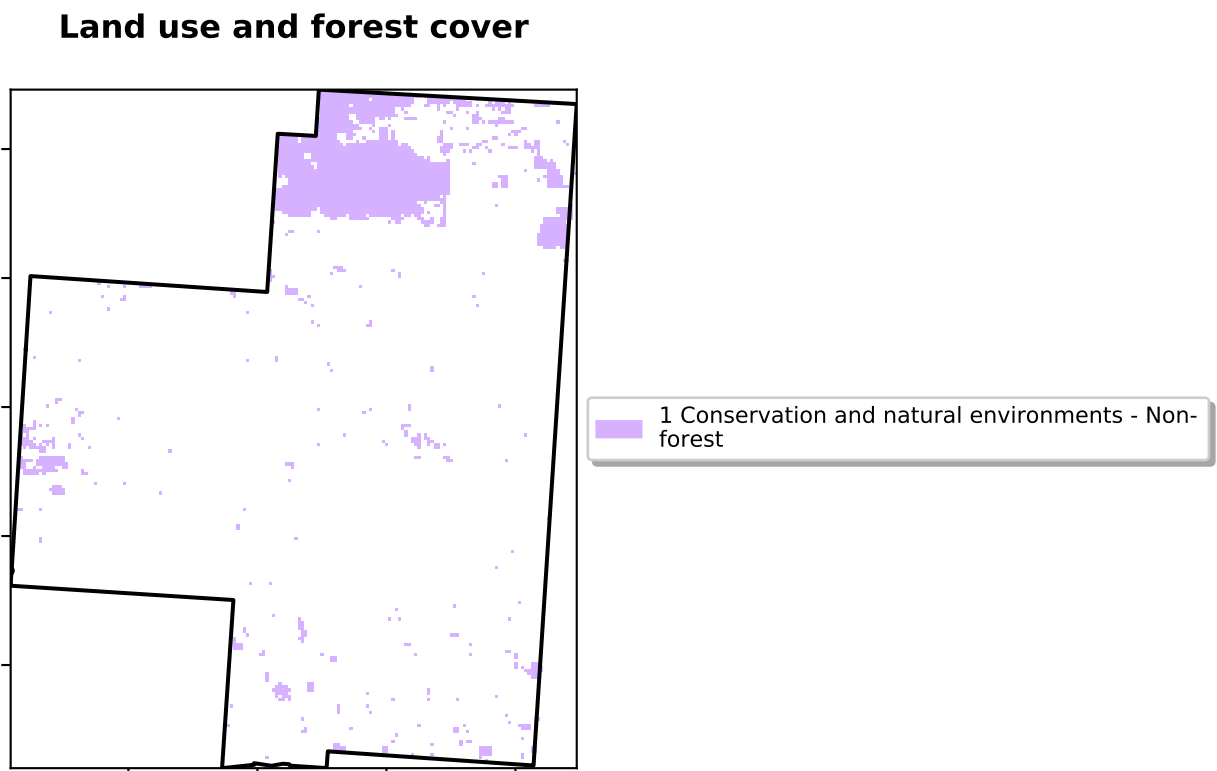 Land use and forest cover
1 Conservation and natural environments - Non-
forest